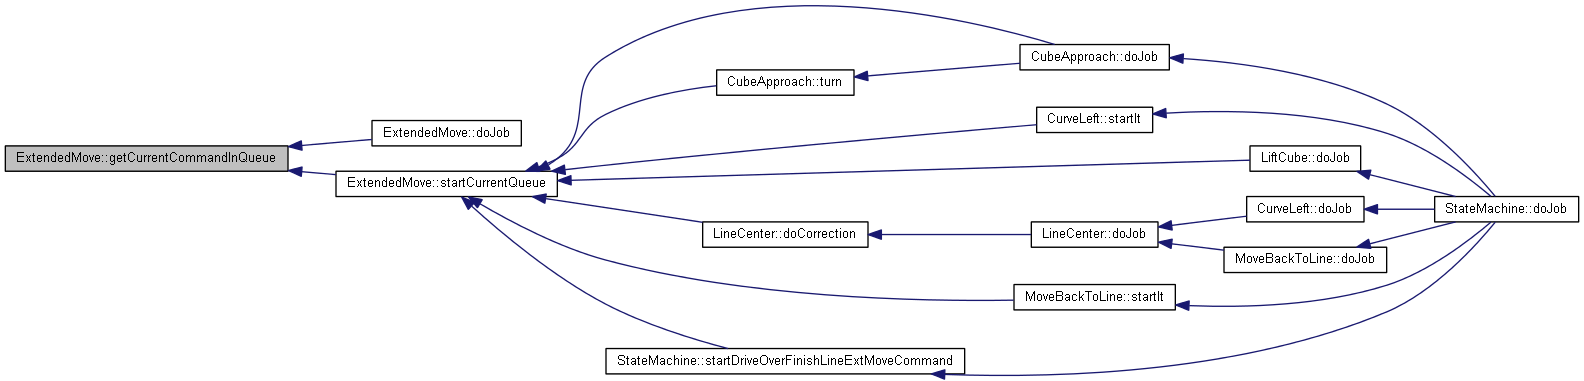 CubeApproach::doJob
CubeApproach::turn
CurveLeft::startIt
ExtendedMove::doJob
ExtendedMove::getCurrentCommandInQueue
LiftCube::doJob
ExtendedMove::startCurrentQueue
CurveLeft::doJob
StateMachine::doJob
LineCenter::doCorrection
LineCenter::doJob
MoveBackToLine::doJob
MoveBackToLine::startIt
StateMachine::startDriveOverFinishLineExtMoveCommand